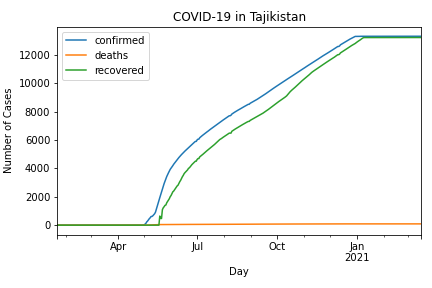 COVID-19 in Tajikistan
confirmed
deaths
recovered
Number of Cases
12000
10000
8000
6000
4000
2000
0
Apr
Jul
Oct
Jan
2021
Day